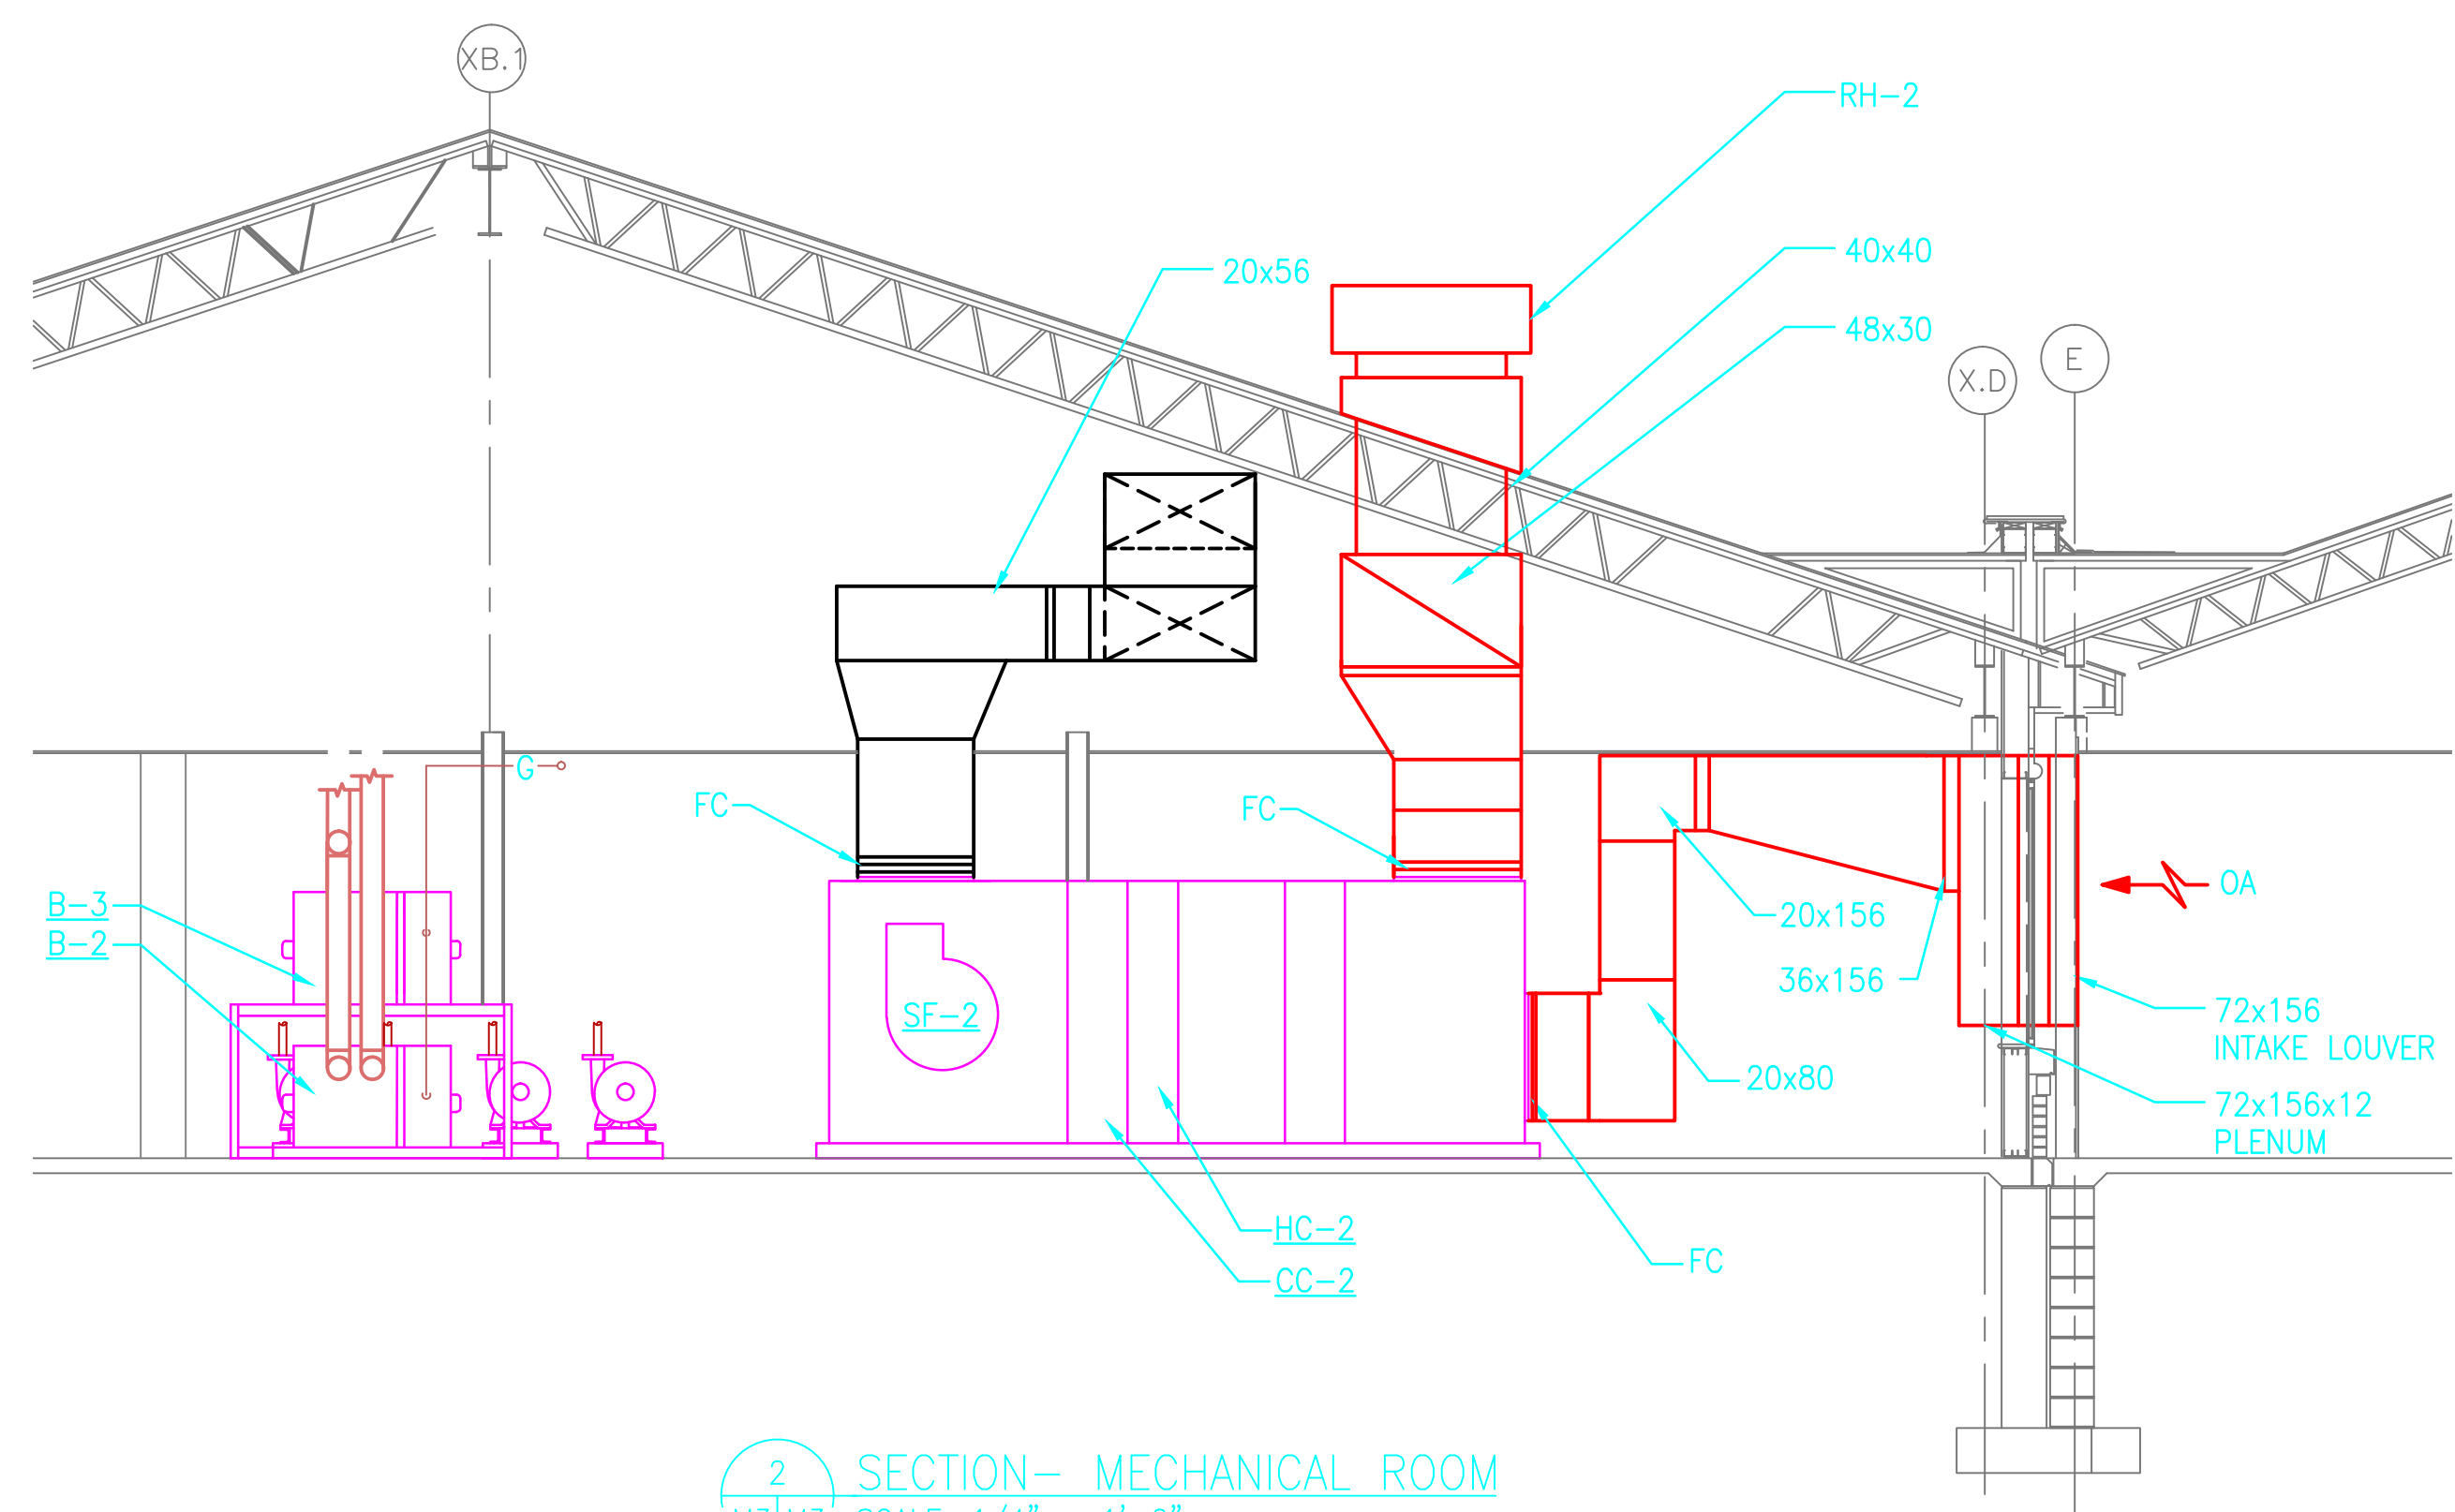 XB.1
RH-2
40x40
20x56
48x30
E
X.D
G
FC
FC
B-3
B-2
OA
20x156
36x156
SF-2
72x156
INTAKE LOUVER
20x80
72x156x12
PLENUM
HC-2
FC
CC-2
2
SECTION- MECHANICAL ROOM